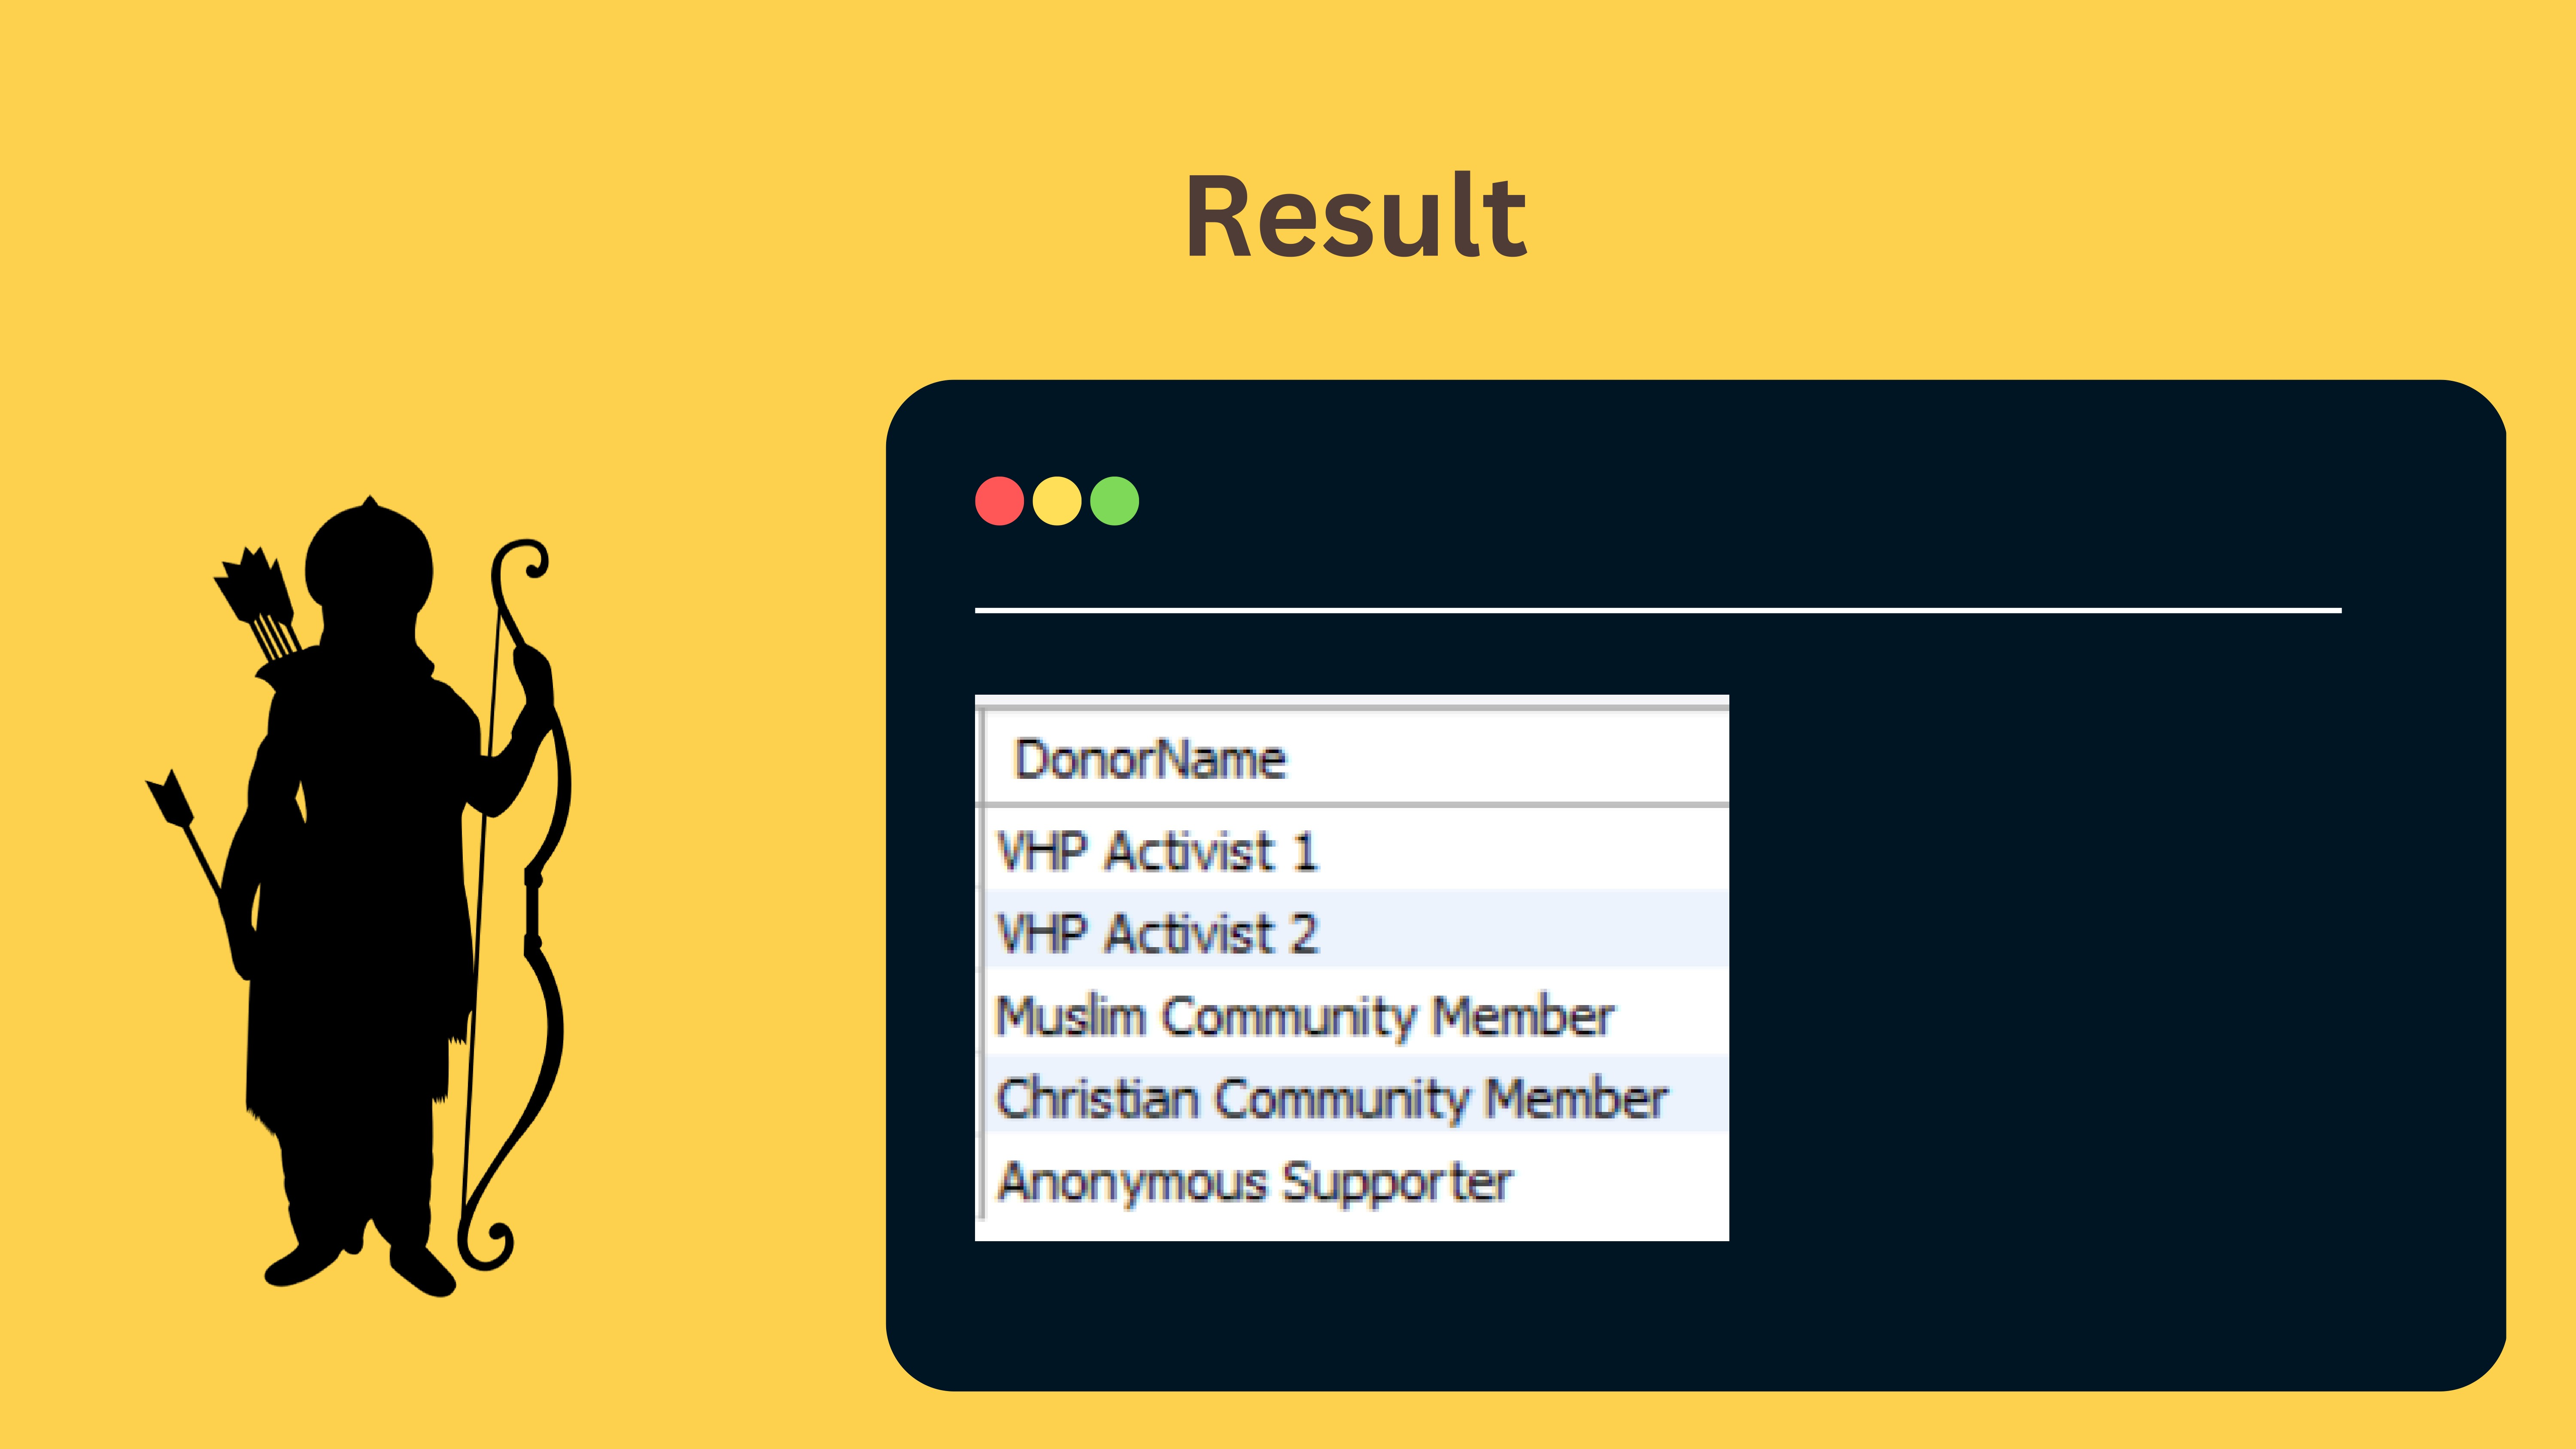 Result
DonorName
VHP Activist 1
VHP Activist 2
Muslim Community Member
Christian Community Member
Anonymous Supporter